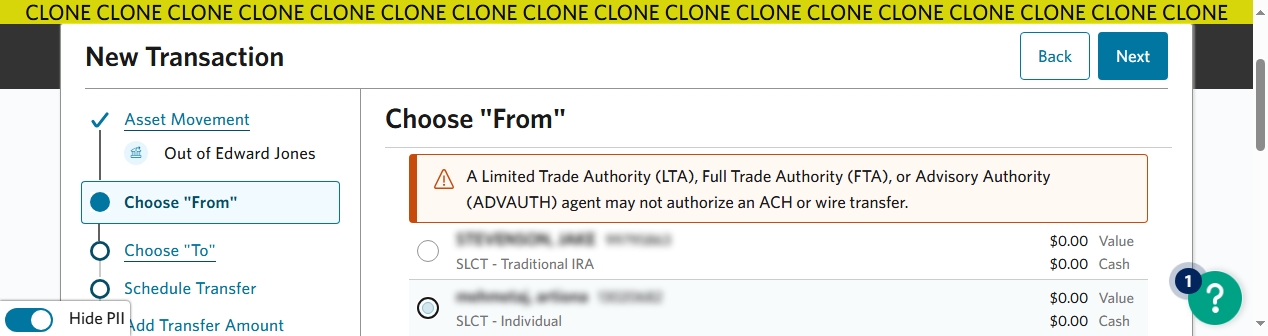 CLONE CLONE CLONE CLONE CLONE CLONE CLONE CLONE CLONE CLONE CLONE CLONE CLONE CLONE CLONE CLONE CLONE
New Transaction
Back
Next
Asset Movement
Out of Edward Jones
Choose "From"
Choose "To"
Schedule Transfer
Add Transfer Amount
Hide PII
Choose "From"
A Limited Trade Authority (LTA), Full Trade Authority (FTA), or Advisory Authority
(ADVAUTH) agent may not authorize an ACH or wire transfer.
$0.00 Value
SLCT - Traditional IRA $0.00 Cash
$0.00 Value
SLCT - Individual $0.00 Cash
1
?